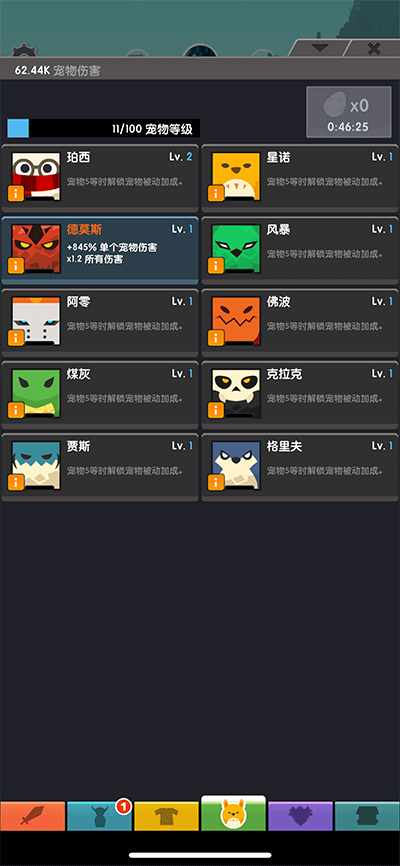 62.44K 宠物伤害
x0
0:46:25
11/100 宠物等级
珀西 Lv. 2
宠物5等时解锁宠物被动加成。
星诺 Lv. 1
宠物5等时解锁宠物被动加成。
德莫斯 Lv. 1
+845% 单个宠物伤害
x1.2 所有伤害
风暴 Lv. 1
宠物5等时解锁宠物被动加成。
阿零 Lv. 1
宠物5等时解锁宠物被动加成。
佛波 Lv. 1
宠物5等时解锁宠物被动加成。
煤灰 Lv. 1
宠物5等时解锁宠物被动加成。
克拉克 Lv. 1
宠物5等时解锁宠物被动加成。
贾斯 Lv. 1
宠物5等时解锁宠物被动加成。
格里夫 Lv. 1
宠物5等时解锁宠物被动加成。
1